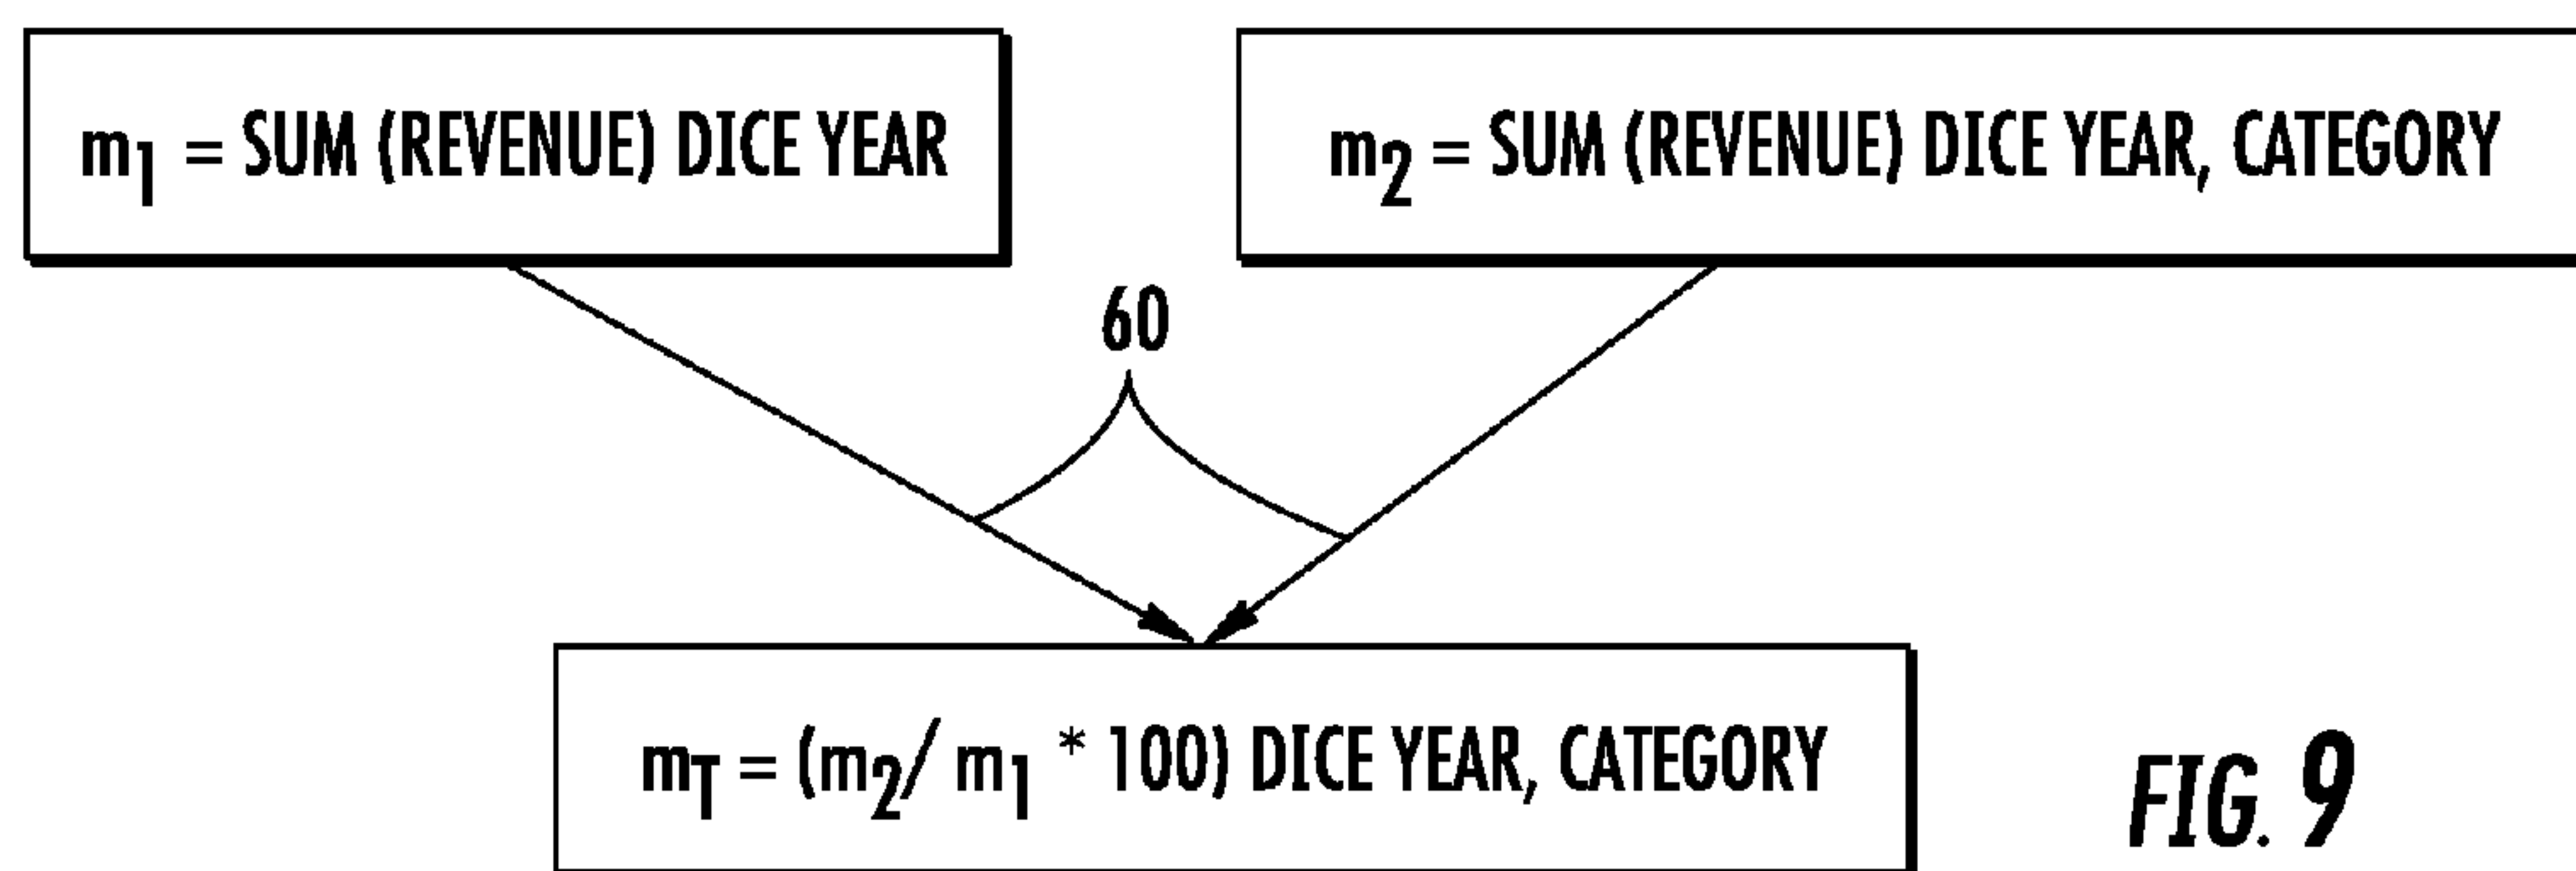 m1 = SUM (REVENUE) DICE YEAR
m2 = SUM (REVENUE) DICE YEAR, CATEGORY
60
mT = (m2/ m1 * 100) DICE YEAR, CATEGORY
FIG. 9